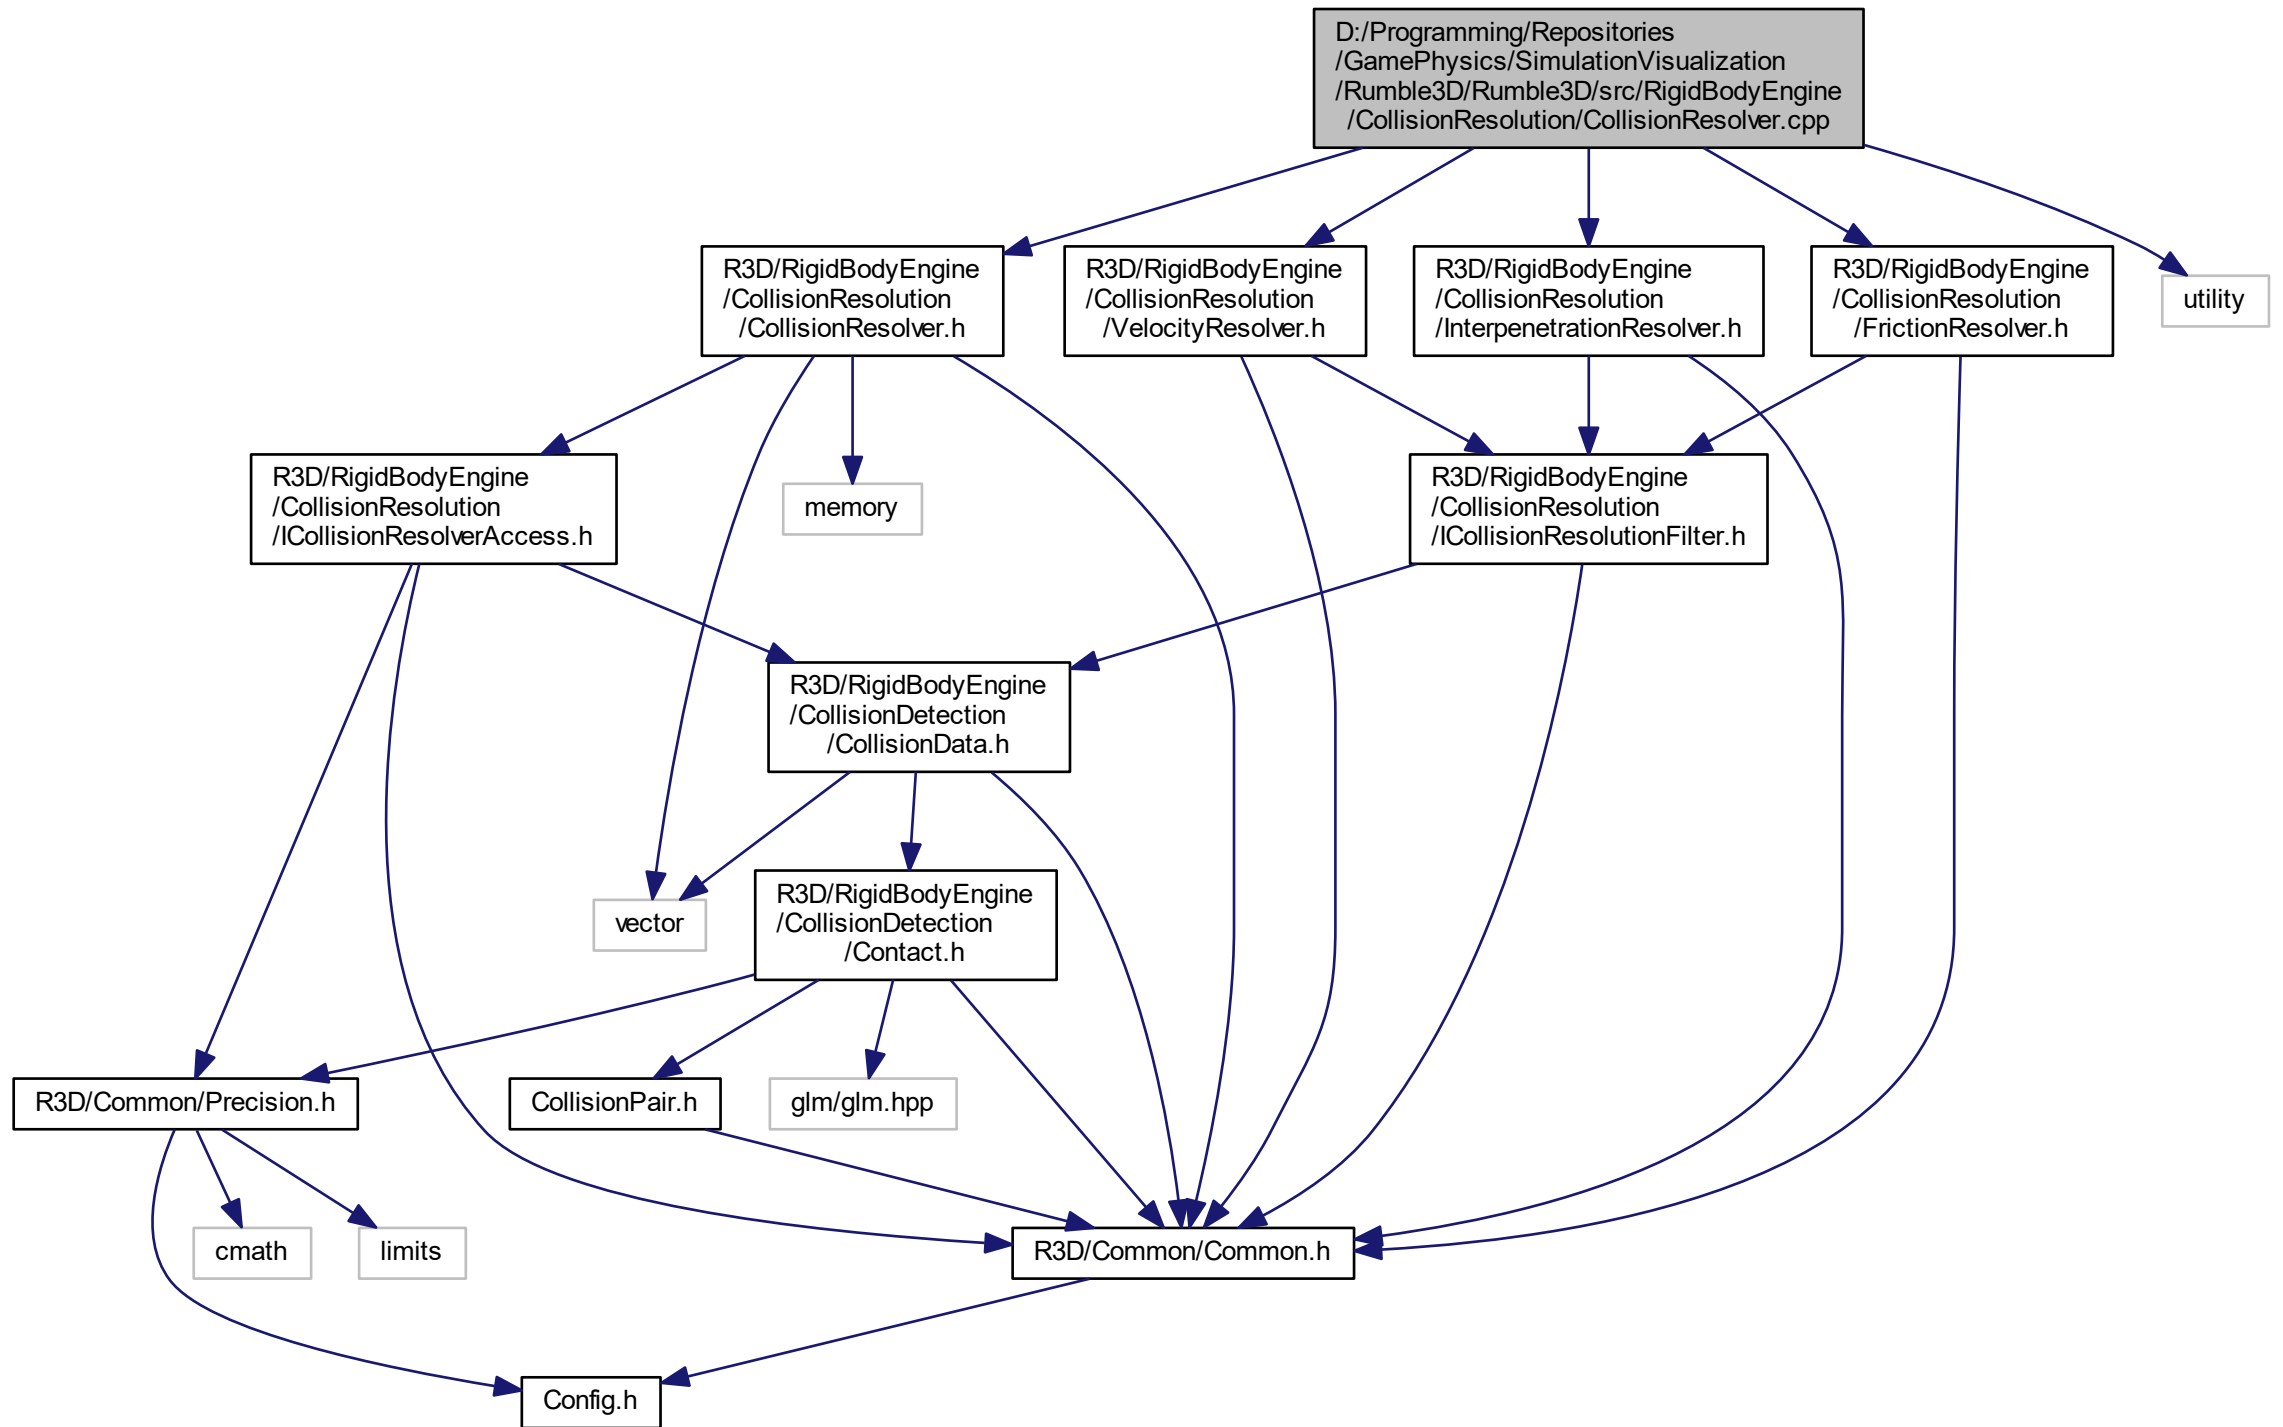 D:/Programming/Repositories
/GamePhysics/SimulationVisualization
/Rumble3D/Rumble3D/src/RigidBodyEngine
/CollisionResolution/CollisionResolver.cpp
R3D/RigidBodyEngine
/CollisionResolution
/CollisionResolver.h
R3D/RigidBodyEngine
/CollisionResolution
/VelocityResolver.h
R3D/RigidBodyEngine
/CollisionResolution
/InterpenetrationResolver.h
R3D/RigidBodyEngine
/CollisionResolution
/FrictionResolver.h
utility
R3D/RigidBodyEngine
/CollisionResolution
/ICollisionResolverAccess.h
memory
R3D/RigidBodyEngine
/CollisionResolution
/ICollisionResolutionFilter.h
R3D/RigidBodyEngine
/CollisionDetection
/CollisionData.h
vector
R3D/RigidBodyEngine
/CollisionDetection
/Contact.h
R3D/Common/Precision.h
CollisionPair.h
glm/glm.hpp
cmath
limits
R3D/Common/Common.h
Config.h